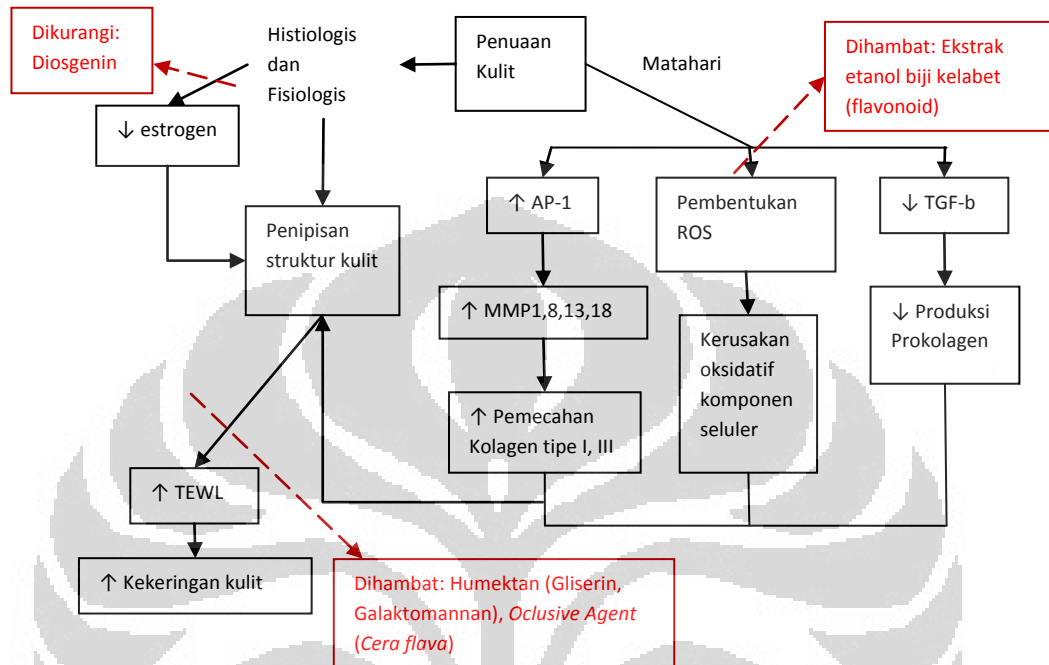 Dikurangi:
Diosgenin
Histiologis
dan
Fisiologis
Penuaan
Kulit
Matahari
Dihambat: Ekstrak
etanol biji kelabet
(flavonoid)
↓ estrogen
Penipisan
struktur kulit
↑ AP-1
Pembentukan
ROS
↓ TGF-b
↑ MMP1,8,13,18
↓ Produksi
Prokolagen
Kerusakan
oksidatif
komponen
seluler
↑ Pemecahan
Kolagen tipe I, III
↑ TEWL
↑ Kekeringan kulit
Dihambat: Humektan (Gliserin,
Galaktomannan), Oclusive Agent
(Cera flava)